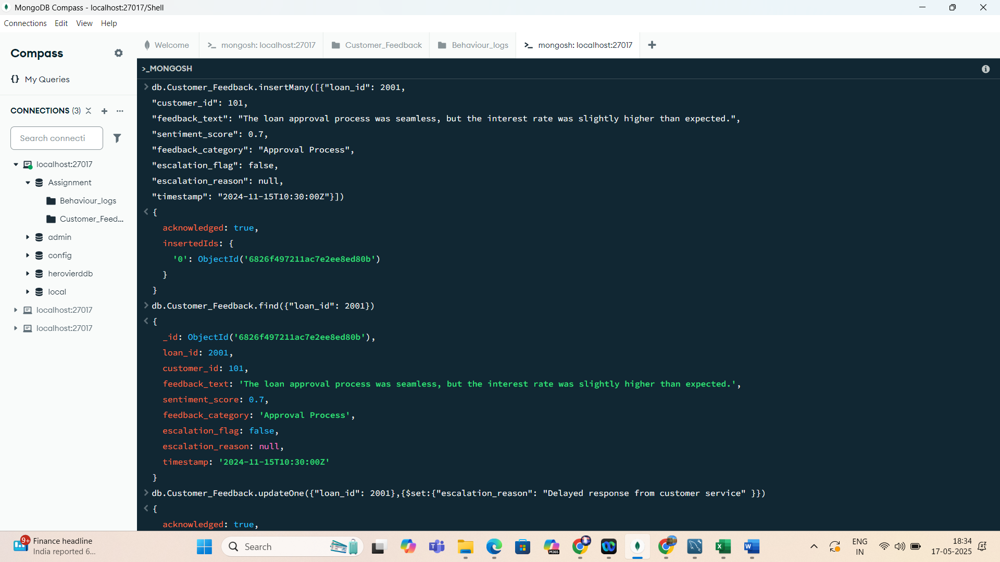 MongoDB Compass - localhost:27017/Shell
Connections Edit View Help
Compass
My Queries
CONNECTIONS (3)
Search connecti
localhost:27017
Assignment
Behaviour_logs
Customer_Feed...
admin
config
herovierddb
local
localhost:27017
localhost:27017
Welcome
mongosh: localhost:27017
Customer_Feedback
Behaviour_logs
mongosh: localhost:27017
>_MONGOSH
> db.Customer_Feedback.insertMany([{"loan_id": 2001,
"customer_id": 101,
"feedback_text": "The loan approval process was seamless, but the interest rate was slightly higher than expected.",
"sentiment_score": 0.7,
"feedback_category": "Approval Process",
"escalation_flag": false,
"escalation_reason": null,
"timestamp": "2024-11-15T10:30:00Z"}])
< {
acknowledged: true,
insertedIds: {
'0': ObjectId('6826f497211ac7e2ee8ed80b')
}
}
> db.Customer_Feedback.find({"loan_id": 2001})
< {
_id: ObjectId('6826f497211ac7e2ee8ed80b'),
loan_id: 2001,
customer_id: 101,
feedback_text: 'The loan approval process was seamless, but the interest rate was slightly higher than expected.',
sentiment_score: 0.7,
feedback_category: 'Approval Process',
escalation_flag: false,
escalation_reason: null,
timestamp: '2024-11-15T10:30:00Z'
}
> db.Customer_Feedback.updateOne({"loan_id": 2001},{$set:{"escalation_reason": "Delayed response from customer service" }})
< {
acknowledged: true,
9+
Finance headline
India reported 6...
Search
M365
ENG
IN
18:34
17-05-2025